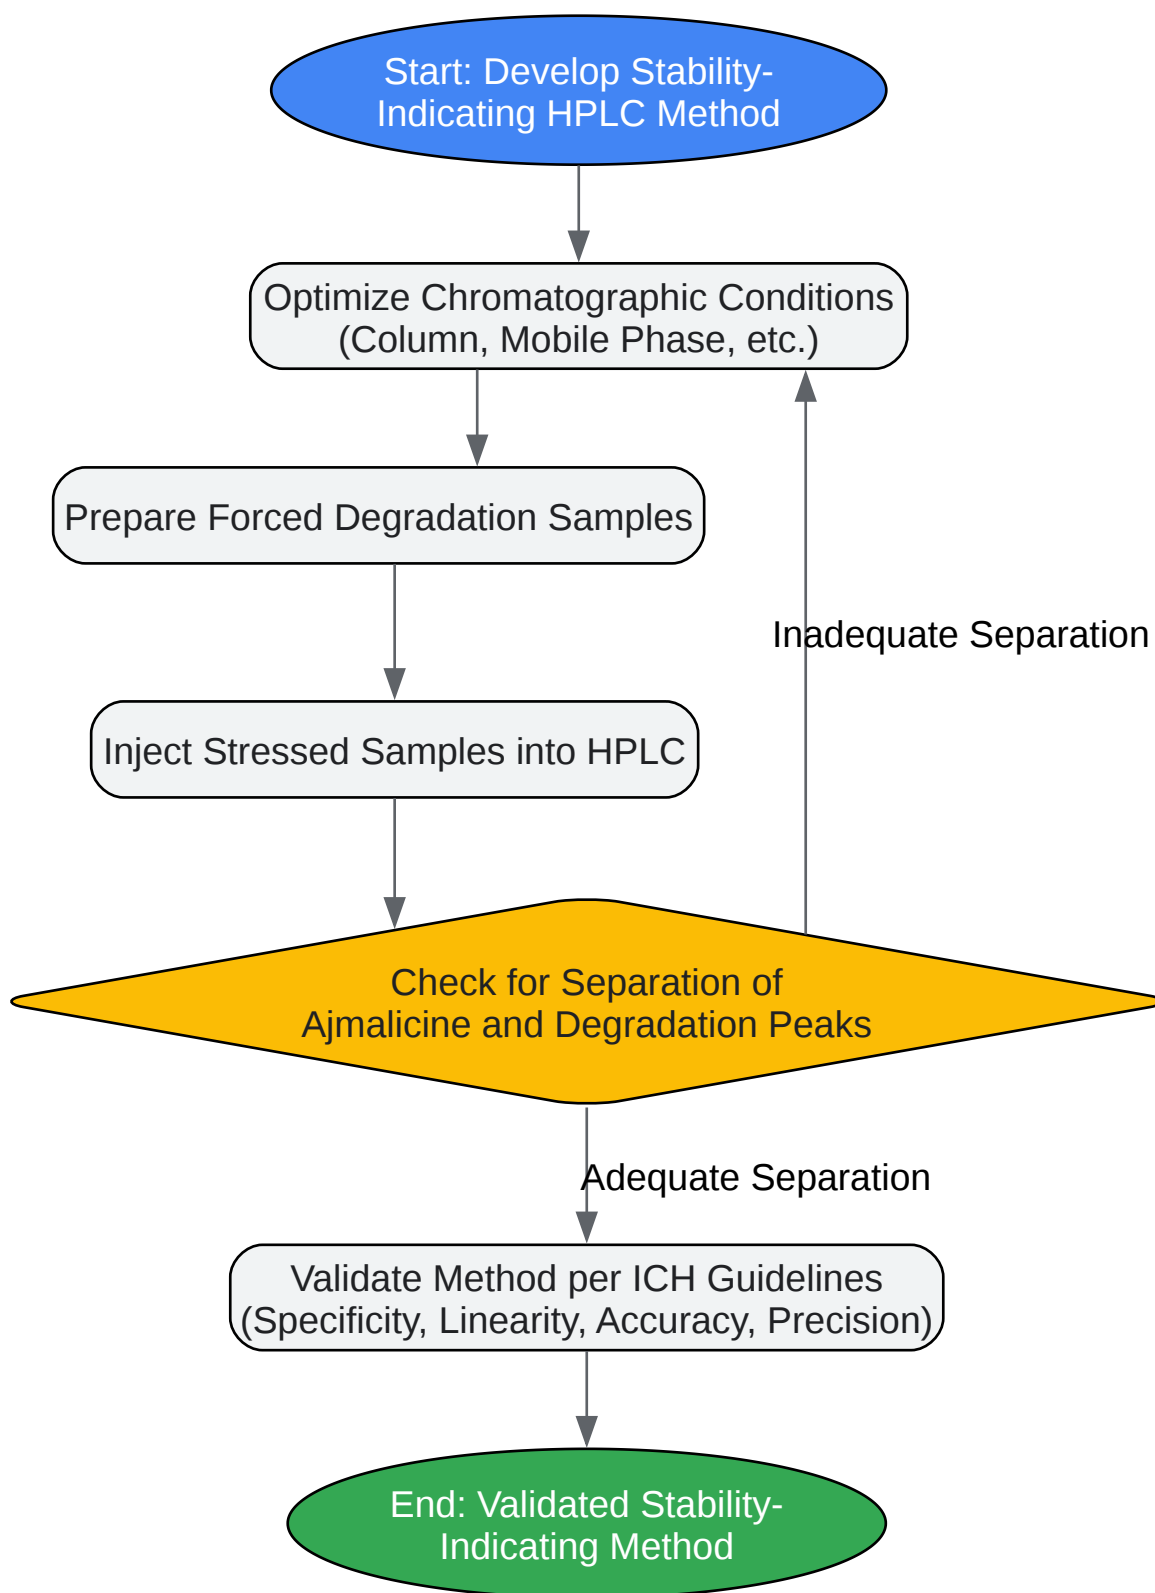 Start: Develop Stability-
Indicating HPLC Method
Optimize Chromatographic Conditions
(Column, Mobile Phase, etc.)
Prepare Forced Degradation Samples
Inadequate Separation
Inject Stressed Samples into HPLC
Check for Separation of
Ajmalicine and Degradation Peaks
Adequate Separation
Validate Method per ICH Guidelines
(Specificity, Linearity, Accuracy, Precision)
End: Validated Stability-
Indicating Method